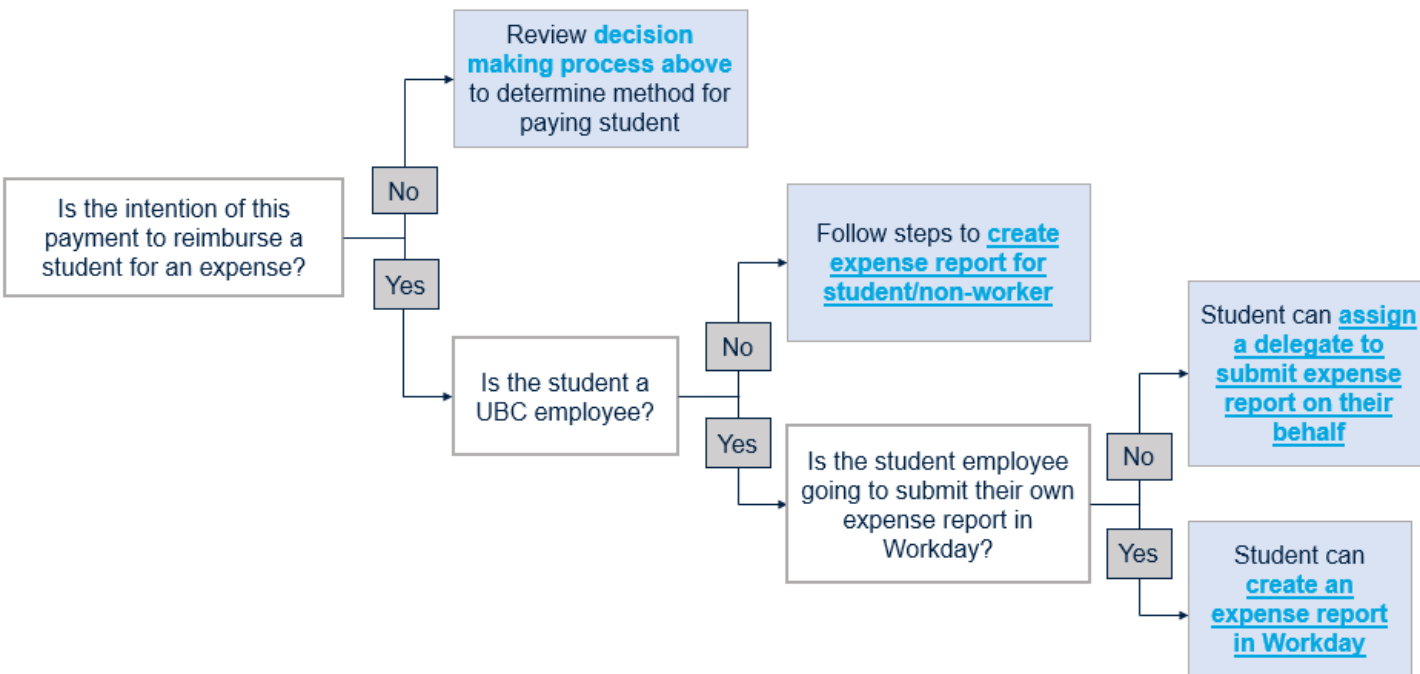 Review decision
making process above
to determine method for
paying student
No
Is the intention of this
payment to reimburse a
student for an expense?
Yes
Follow steps to create
expense report for
student/non-worker
No
Is the student a
UBC employee?
Yes
Student can assign
a delegate to
submit expense
report on their
behalf
No
Is the student employee
going to submit their own
expense report in
Workday?
Yes
Student can
create an
expense report
in Workday